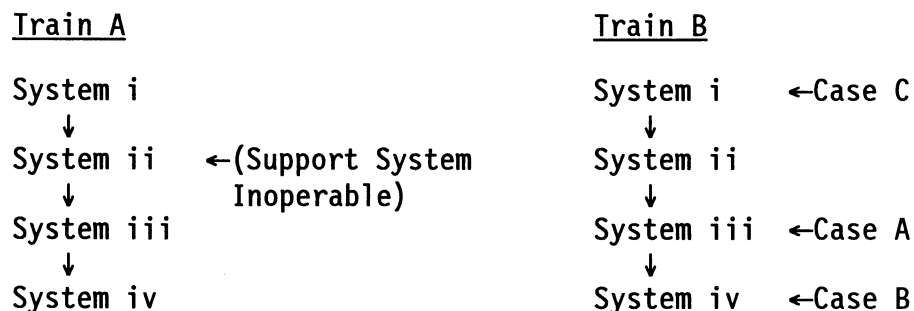 Train A
Train B
System i
System i ←Case C
↓
↓
System ii ←(Support System
Inoperable)
System ii
↓
↓
System iii
System iii ←Case A
↓
↓
System iv
System iv ←Case B